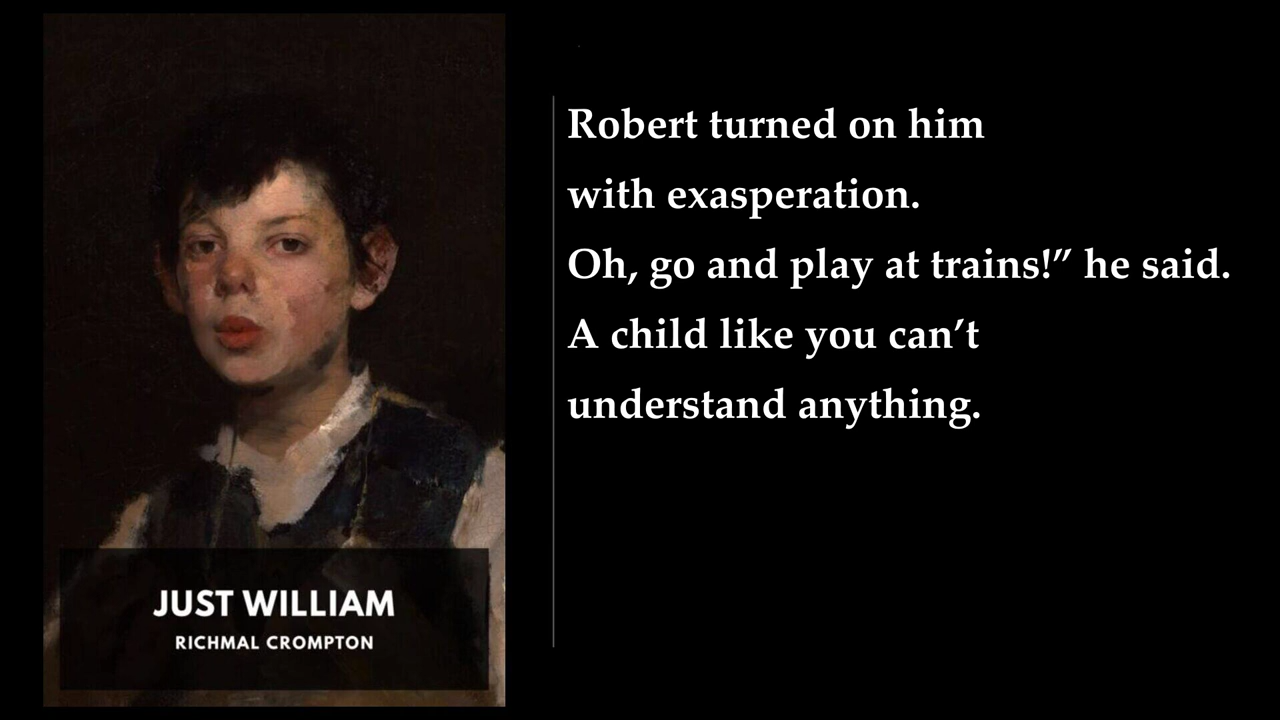 JUST WILLIAM
RICHMAL CROMPTON
Robert turned on him
with exasperation.
Oh, go and play at trains!” he said.
A child like you can’t
understand anything.